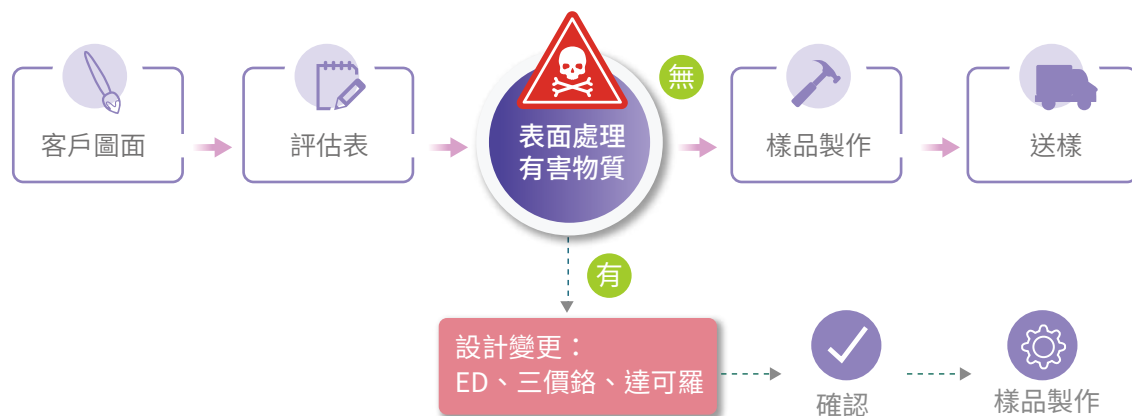 客戶圖面
評估表
表面處理
有害物質
無
樣品製作
送樣
有
設計變更：
ED、三價鉻、達可羅
確認
樣品製作